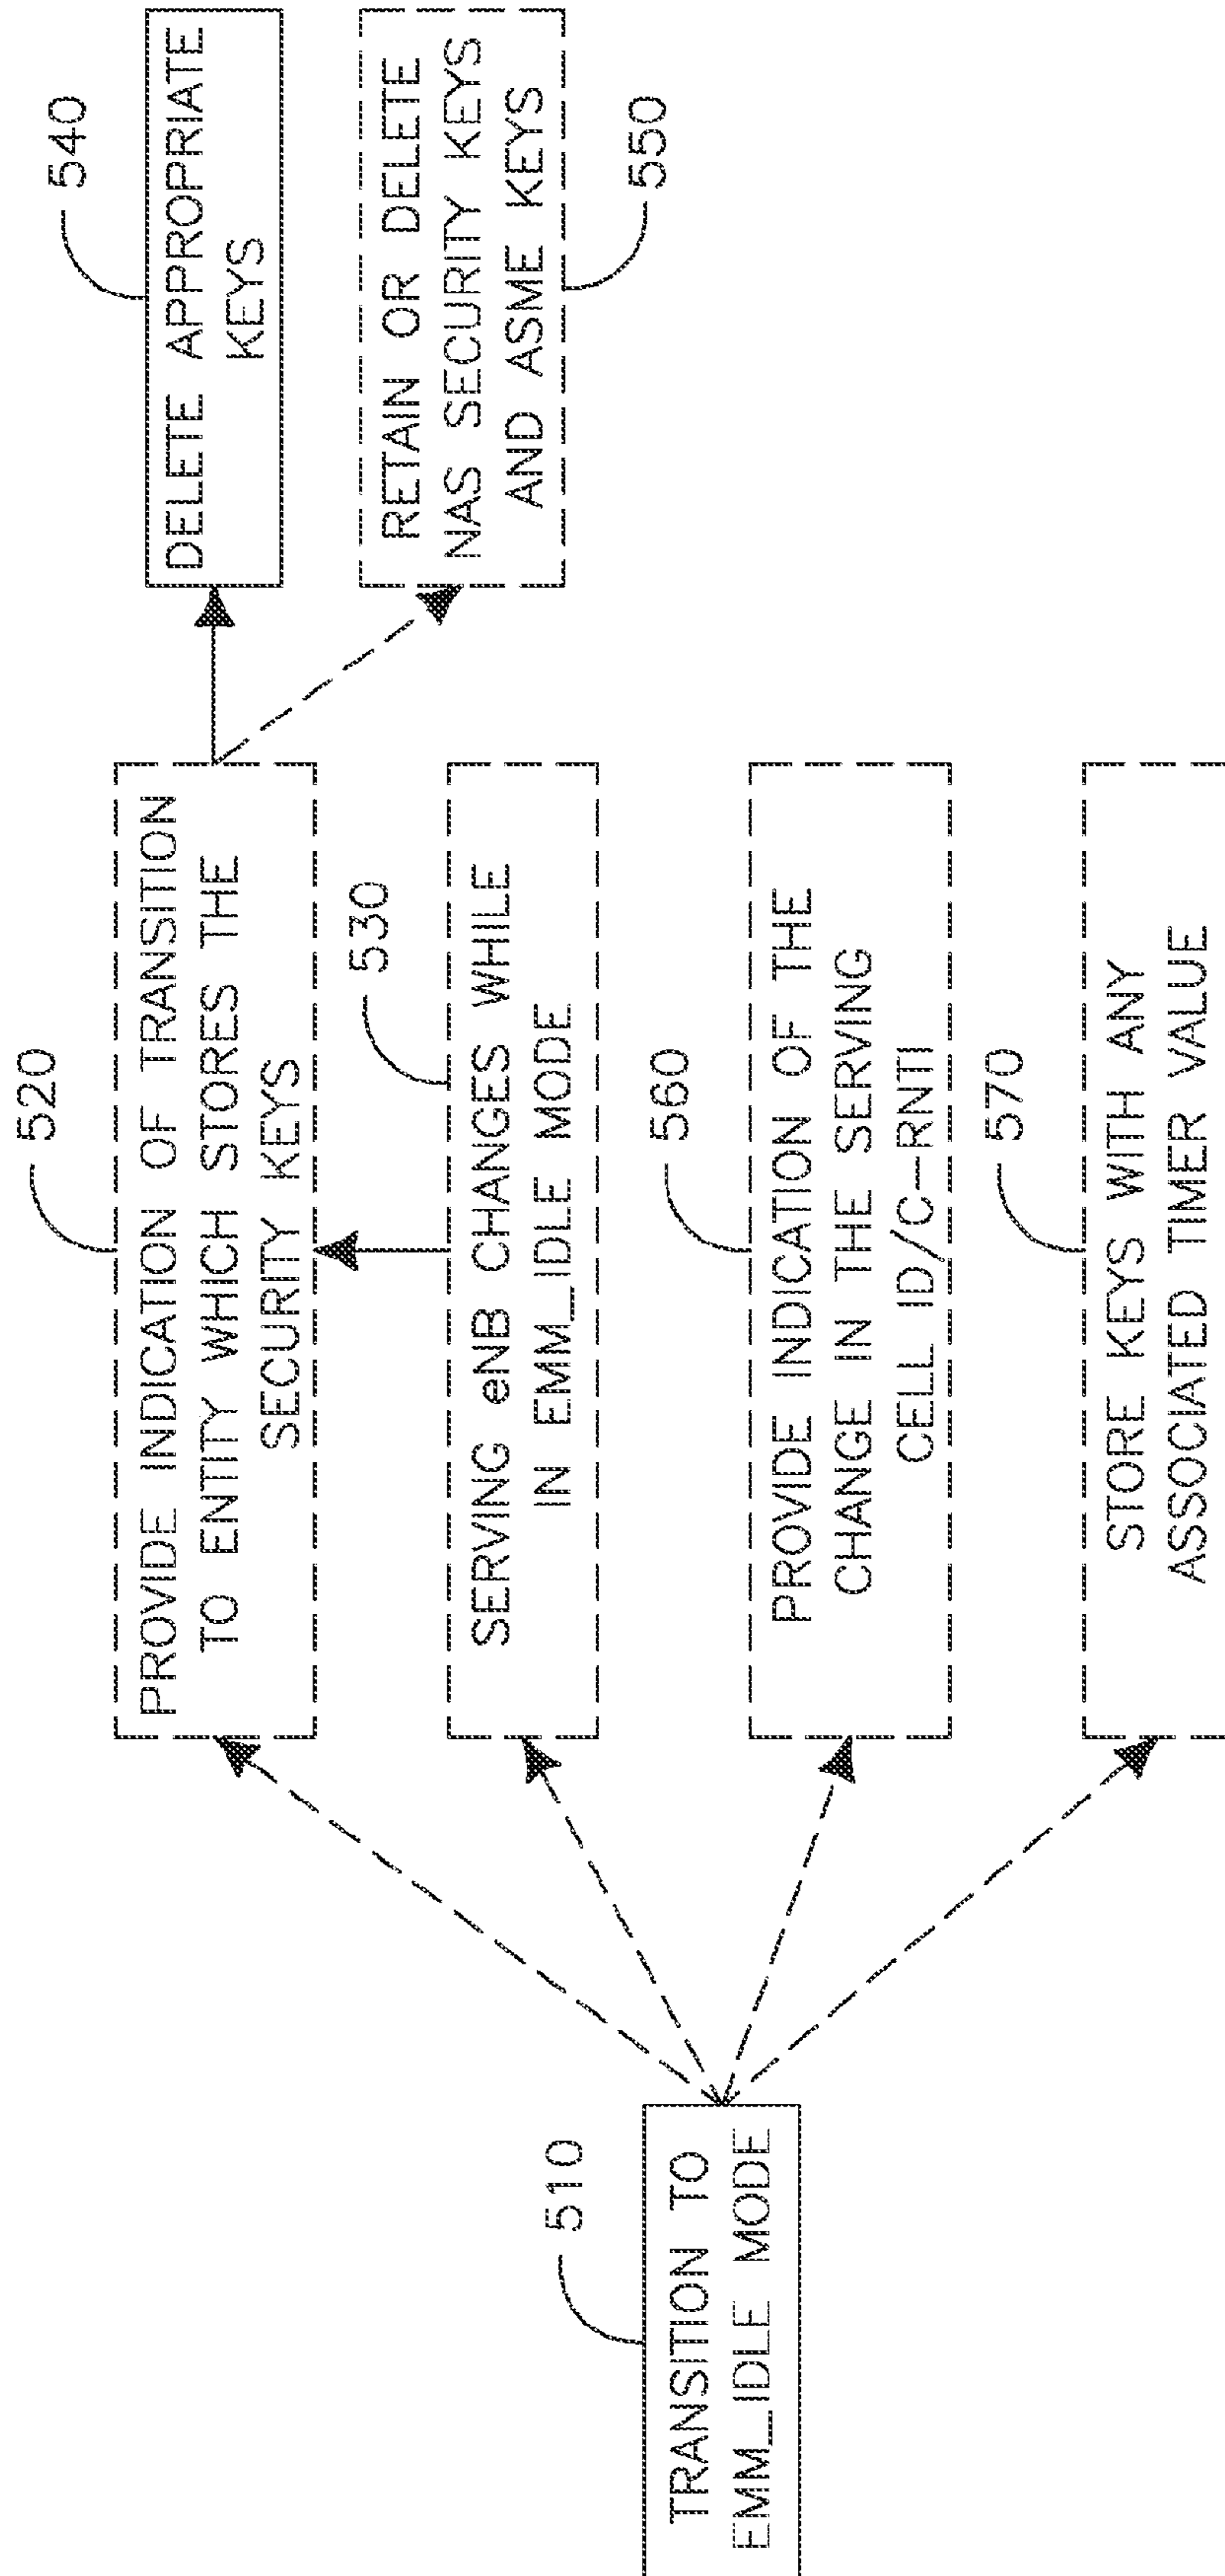 510
TRANSITION TO
EMM_IDLE MODE
520
PROVIDE INDICATION OF TRANSITION
TO ENTITY WHICH STORES THE
SECURITY KEYS
530
SERVING eNB CHANGES WHILE
IN EMM_IDLE MODE
560
PROVIDE INDICATION OF THE
CHANGE IN THE SERVING
CELL ID/C-RNTI
570
STORE KEYS WITH ANY
ASSOCIATED TIMER VALUE
540
DELETE APPROPRIATE
KEYS
RETAIN OR DELETE
NAS SECURITY KEYS
AND ASME KEYS
550